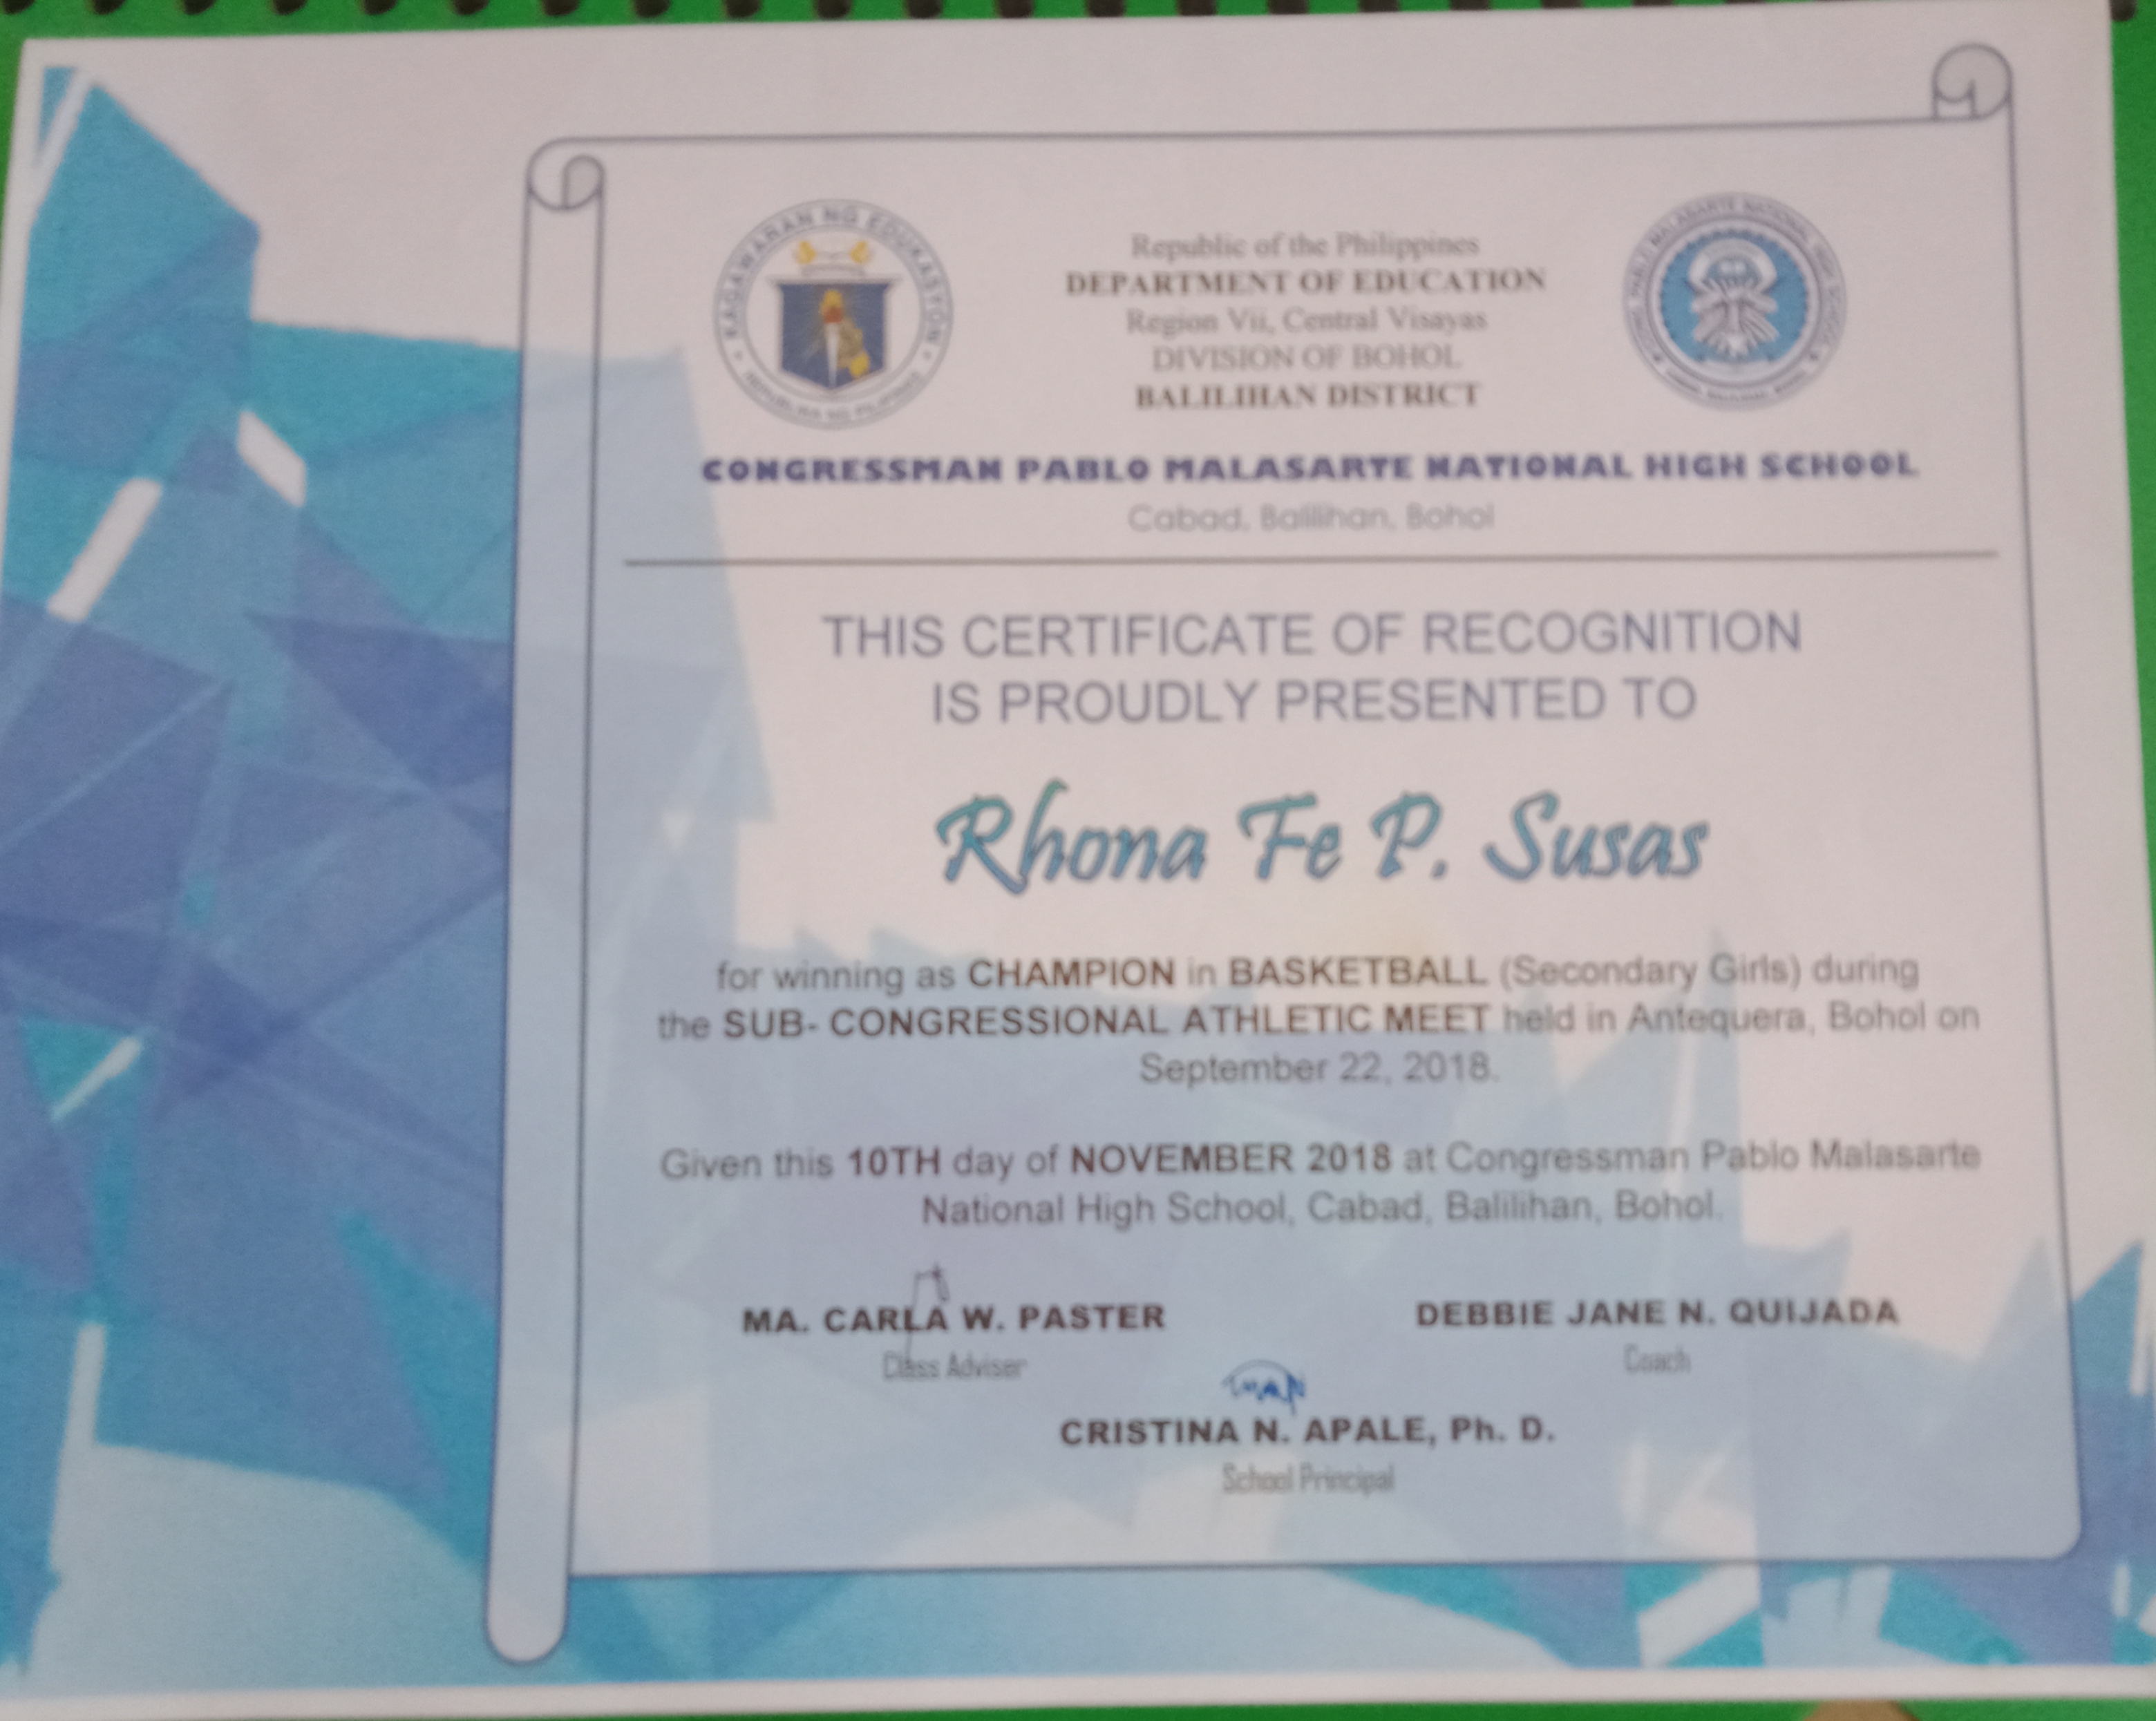 KAGAWARAN NG EDUKASYON
REPUBLIKA NG PILIPINAS
Republic of the Philippines
DEPARTMENT OF EDUCATION
Region Vii, Central Visayas
DIVISION OF BOHOL
BALILIHAN DISTRICT
PABLO MALASARTE NATIONAL HIGH SCHOOL
CONGRESSMAN PABLO MALASARTE NATIONAL HIGH SCHOOL
Cabad, Balilihan, Bohol
THIS CERTIFICATE OF RECOGNITION
IS PROUDLY PRESENTED TO
Rhona Fe P. Susas
for winning as CHAMPION in BASKETBALL (Secondary Girls) during
the SUB- CONGRESSIONAL ATHLETIC MEET held in Antequera, Bohol on
September 22, 2018.
Given this 10TH day of NOVEMBER 2018 at Congressman Pablo Malasarte
National High School, Cabad, Balilihan, Bohol.
MA. CARLA W. PASTER
Class Adviser
DEBBIE JANE N. QUIJADA
Coach
CRISTINA N. APALE, Ph. D.
School Principal